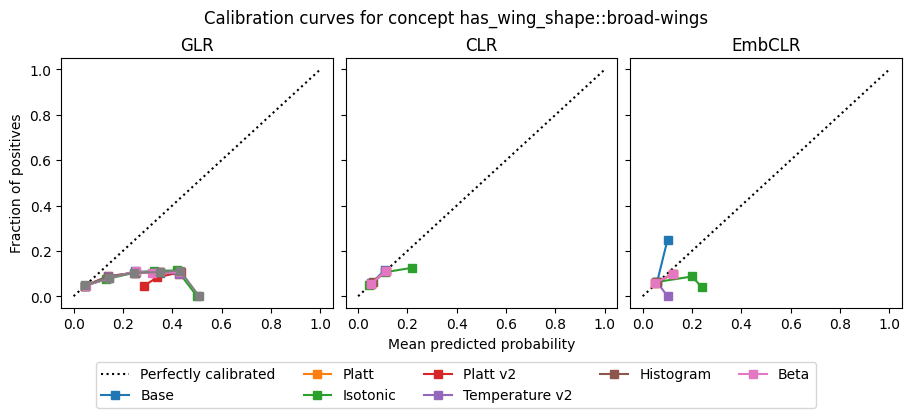 Calibration curves for concept has_wing_shape::broad-wings
GLR
CLR
EmbCLR
Fraction of positives
1.0
0.8
0.6
0.4
0.2
0.0
0.0 0.2 0.4 0.6 0.8 1.0
0.0 0.2 0.4 0.6 0.8 1.0
0.0 0.2 0.4 0.6 0.8 1.0
Mean predicted probability
Perfectly calibrated
Base
Platt
Isotonic
Platt v2
Temperature v2
Histogram
Beta